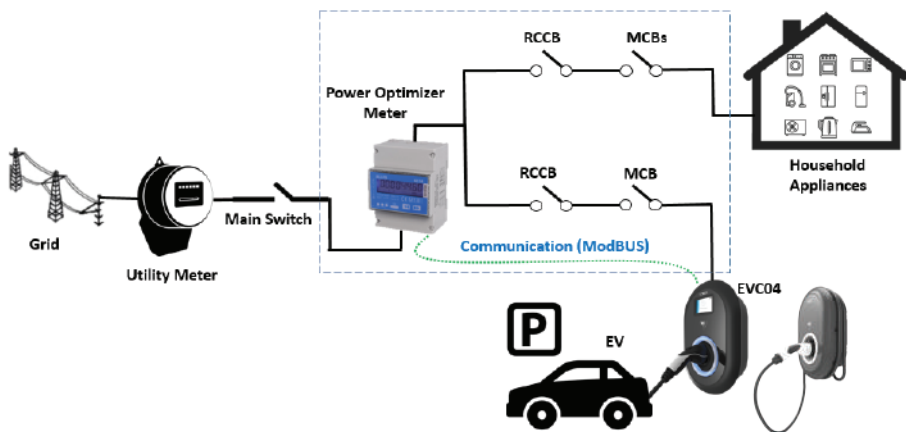 RCCB
MCBs
Power Optimizer
Meter
RCCB
MCB
Household
Appliances
Main Switch
Grid
Utility Meter
Communication (ModBUS)
EVC04
P
EV